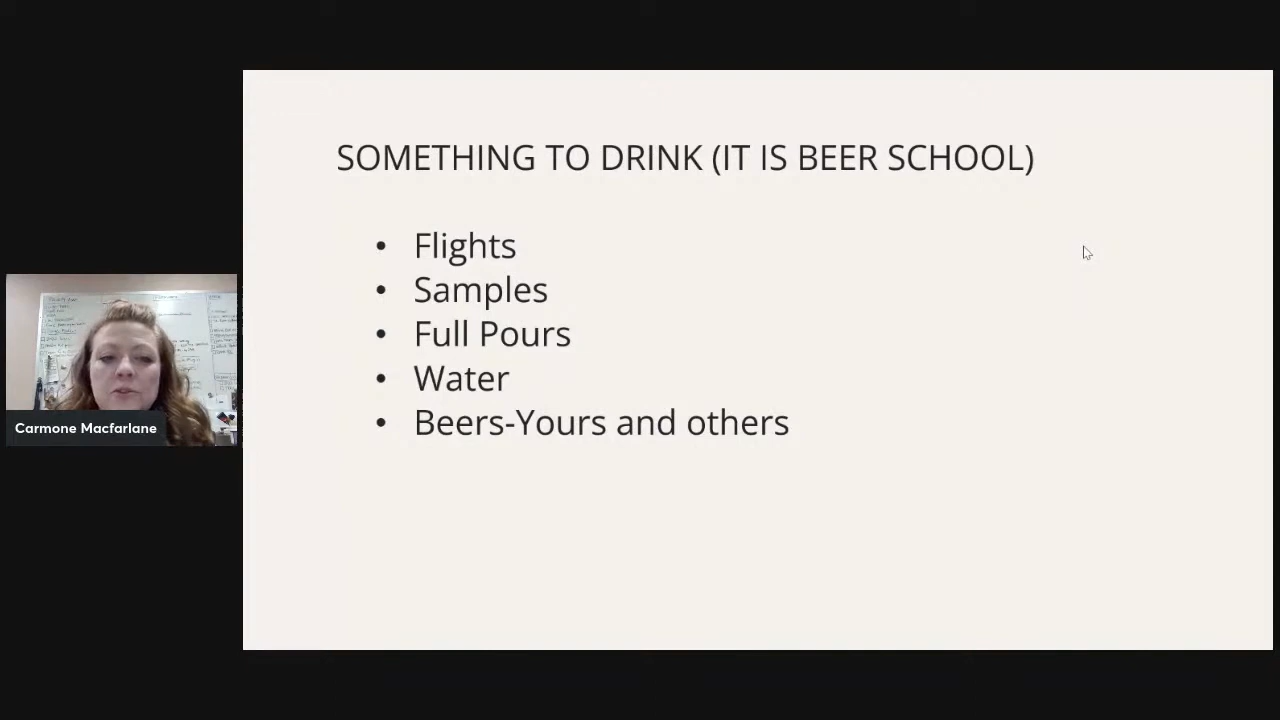 SOMETHING TO DRINK (IT IS BEER SCHOOL)
• Flights
• Samples
• Full Pours
• Water
• Beers-Yours and others
Carmone Macfarlane